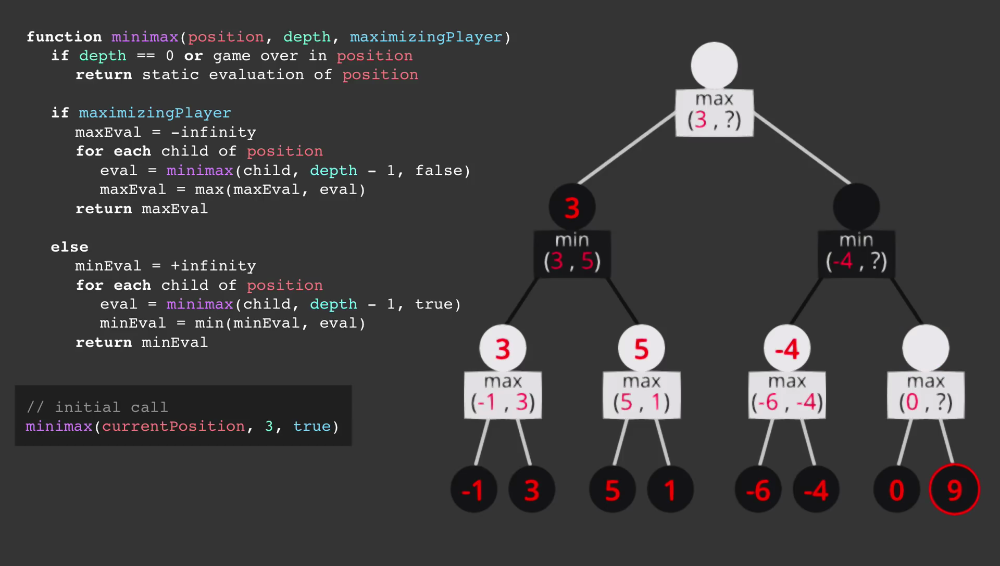 function minimax(position, depth, maximizingPlayer)
if depth == 0 or game over in position
return static evaluation of position
if maximizingPlayer
maxEval = -infinity
for each child of position
eval = minimax(child, depth - 1, false)
maxEval = max(maxEval, eval)
return maxEval
else
minEval = +infinity
for each child of position
eval = minimax(child, depth - 1, true)
minEval = min(minEval, eval)
return minEval
// initial call
minimax(currentPosition, 3, true)
max
(3 , ?)
3
min
(3 , 5)
min
(-4 , ?)
3
5
-4
max
(-1 , 3)
max
(5 , 1)
max
(-6 , -4)
max
(0 , ?)
-1
3
5
1
-6
-4
0
9